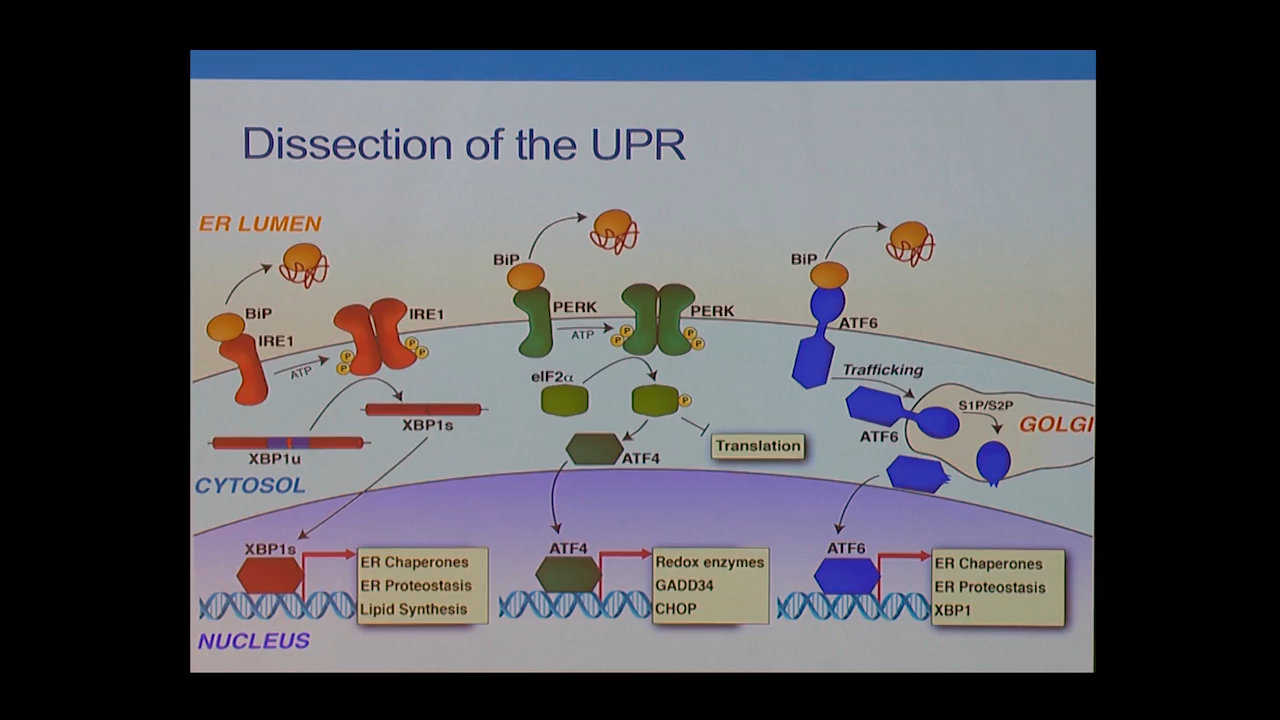 Dissection of the UPR
ER LUMEN
BiP
IRE1
ATP
IRE1
P
P
P
P
XBP1s
XBP1u
CYTOSOL
XBP1s
ER Chaperones
ER Proteostasis
Lipid Synthesis
NUCLEUS
BiP
PERK
ATP
PERK
P
P
P
P
eIF2α
P
Translation
ATF4
ATF4
Redox enzymes
GADD34
CHOP
BiP
ATF6
Trafficking
ATF6
S1P/S2P
GOLGI
ATF6
ER Chaperones
ER Proteostasis
XBP1